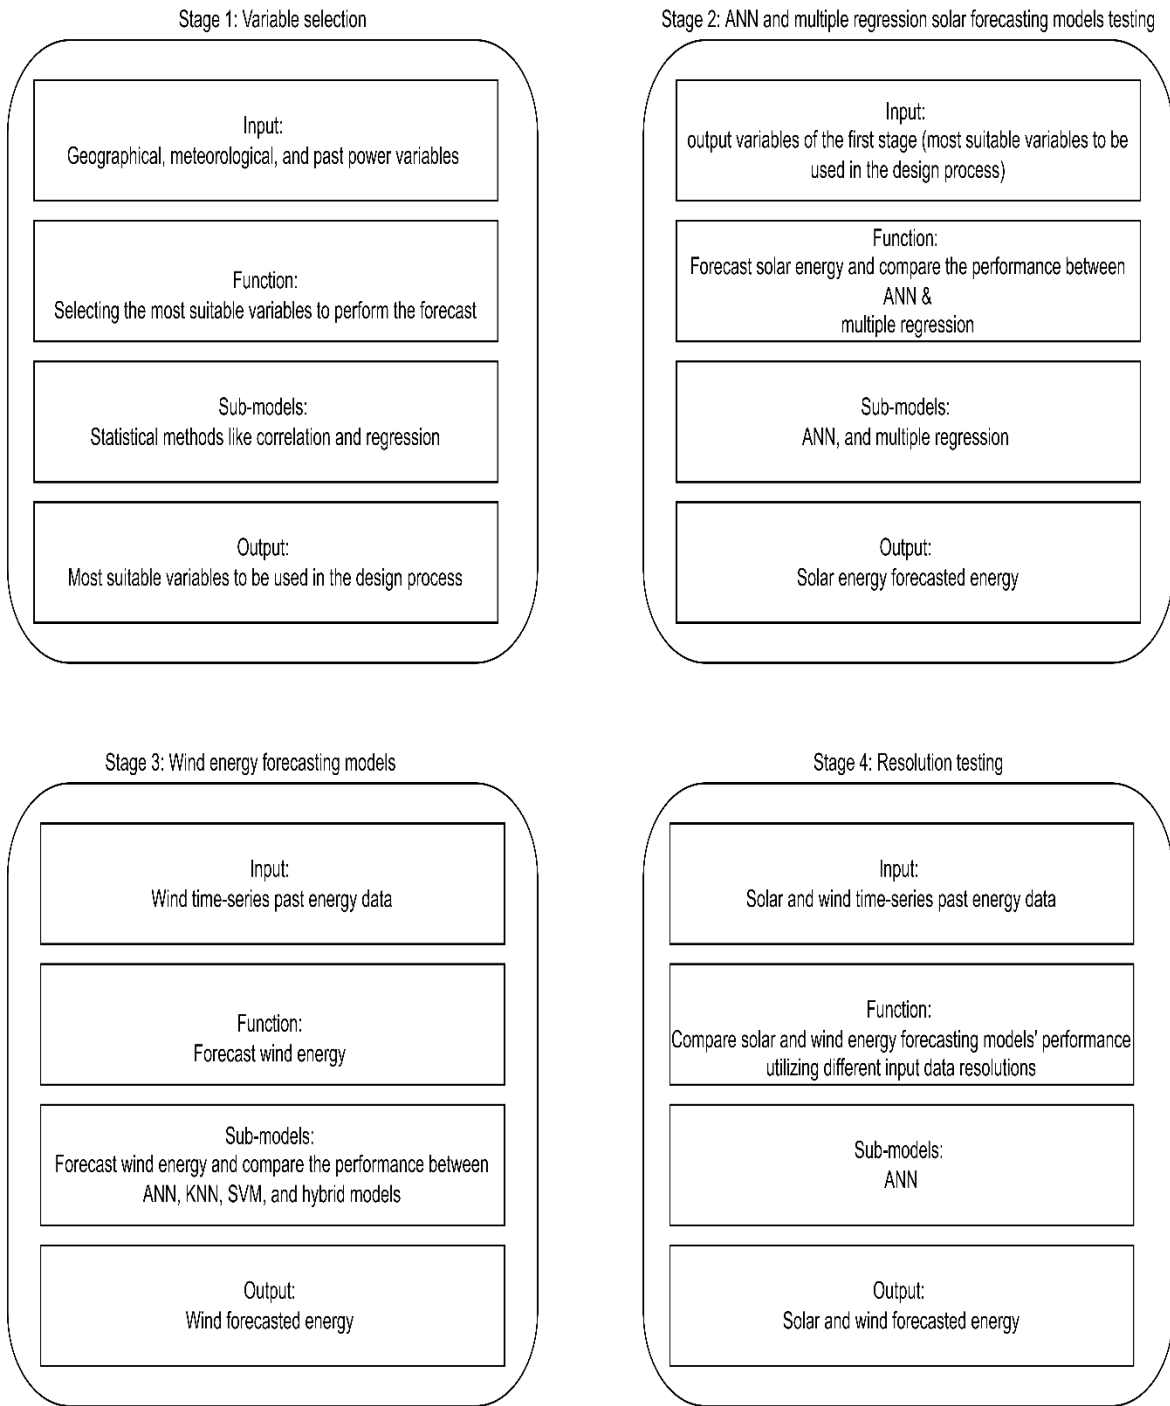 Stage 1: Variable selection
Input:
Geographical, meteorological, and past power variables
Function:
Selecting the most suitable variables to perform the forecast
Sub-models:
Statistical methods like correlation and regression
Output:
Most suitable variables to be used in the design process
Stage 2: ANN and multiple regression solar forecasting models testing
Input:
output variables of the first stage (most suitable variables to be
used in the design process)
Function:
Forecast solar energy and compare the performance between
ANN &
multiple regression
Sub-models:
ANN, and multiple regression
Output:
Solar energy forecasted energy
Stage 3: Wind energy forecasting models
Input:
Wind time-series past energy data
Function:
Forecast wind energy
Sub-models:
Forecast wind energy and compare the performance between
ANN, KNN, SVM, and hybrid models
Output:
Wind forecasted energy
Stage 4: Resolution testing
Input:
Solar and wind time-series past energy data
Function:
Compare solar and wind energy forecasting models' performance
utilizing different input data resolutions
Sub-models:
ANN
Output:
Solar and wind forecasted energy